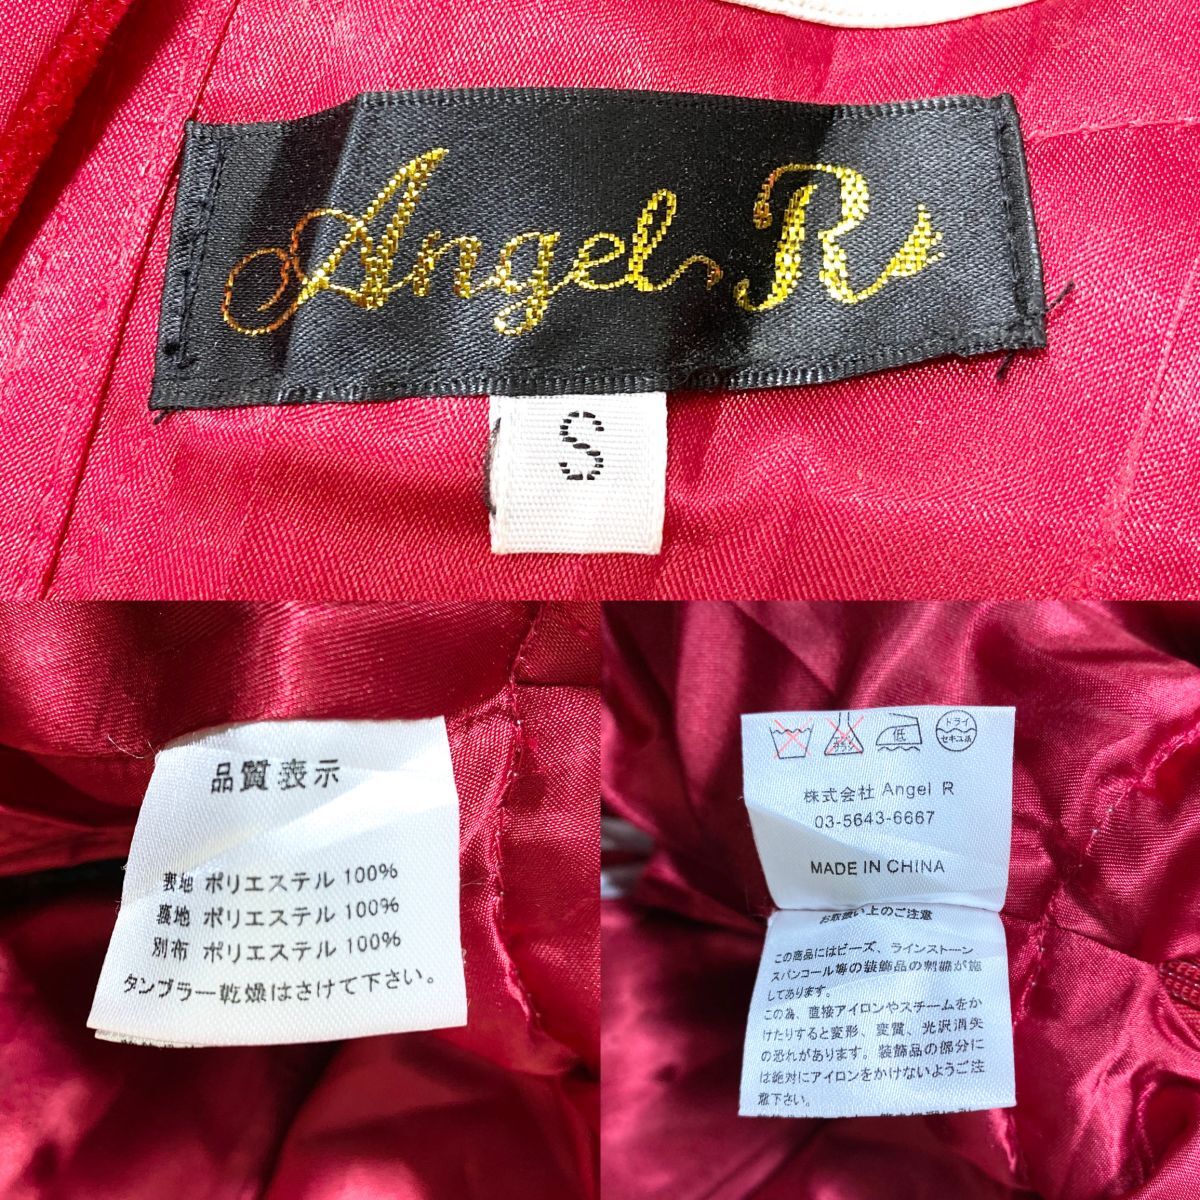 Angel R
S
品質表示
表地 ポリエステル 100%
裏地 ポリエステル 100%
別布 ポリエステル 100%
タンブラー乾燥はさけて下さい。
低
ドライ
セキユ系
株式会社 Angel R
03-5643-6667
MADE IN CHINA
お取扱い上のご注意
この商品にはビーズ、ラインストーン
スパンコール等の装飾品の刺繍が施
してあります。
この為、直接アイロンやスチームをか
けたりすると変形、変質、光沢消失
の恐れがあります。装飾品の部分に
は絶対にアイロンをかけないようご注
意下さい。